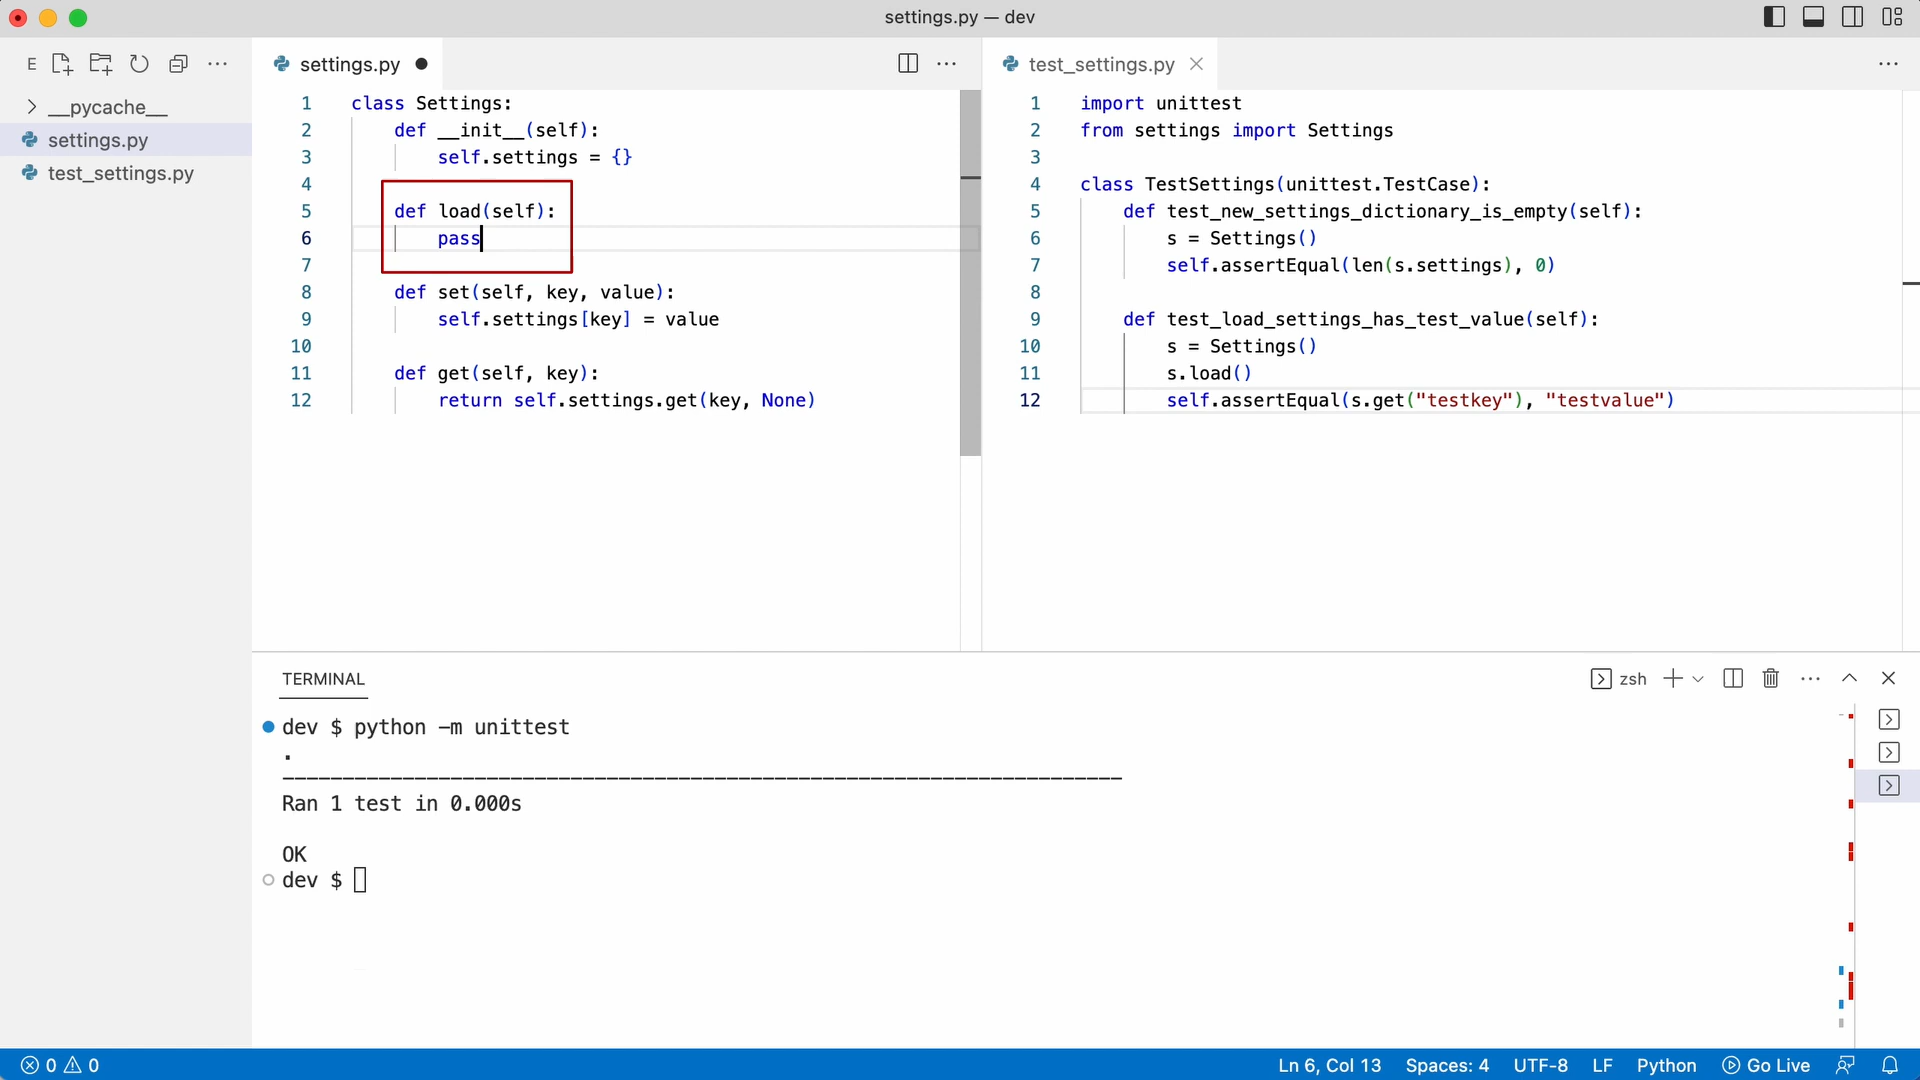 settings.py — dev
E
__pycache__
settings.py
test_settings.py
settings.py
1 class Settings:
2 def __init__(self):
3 self.settings = {}
4
5 def load(self):
6 pass
7
8 def set(self, key, value):
9 self.settings[key] = value
10
11 def get(self, key):
12 return self.settings.get(key, None)
test_settings.py
1 import unittest
2 from settings import Settings
3
4 class TestSettings(unittest.TestCase):
5 def test_new_settings_dictionary_is_empty(self):
6 s = Settings()
7 self.assertEqual(len(s.settings), 0)
8
9 def test_load_settings_has_test_value(self):
10 s = Settings()
11 s.load()
12 self.assertEqual(s.get("testkey"), "testvalue")
TERMINAL
zsh
dev $ python -m unittest
.
----------------------------------------------------------------------
Ran 1 test in 0.000s
OK
dev $
0 0
Ln 6, Col 13 Spaces: 4 UTF-8 LF Python Go Live